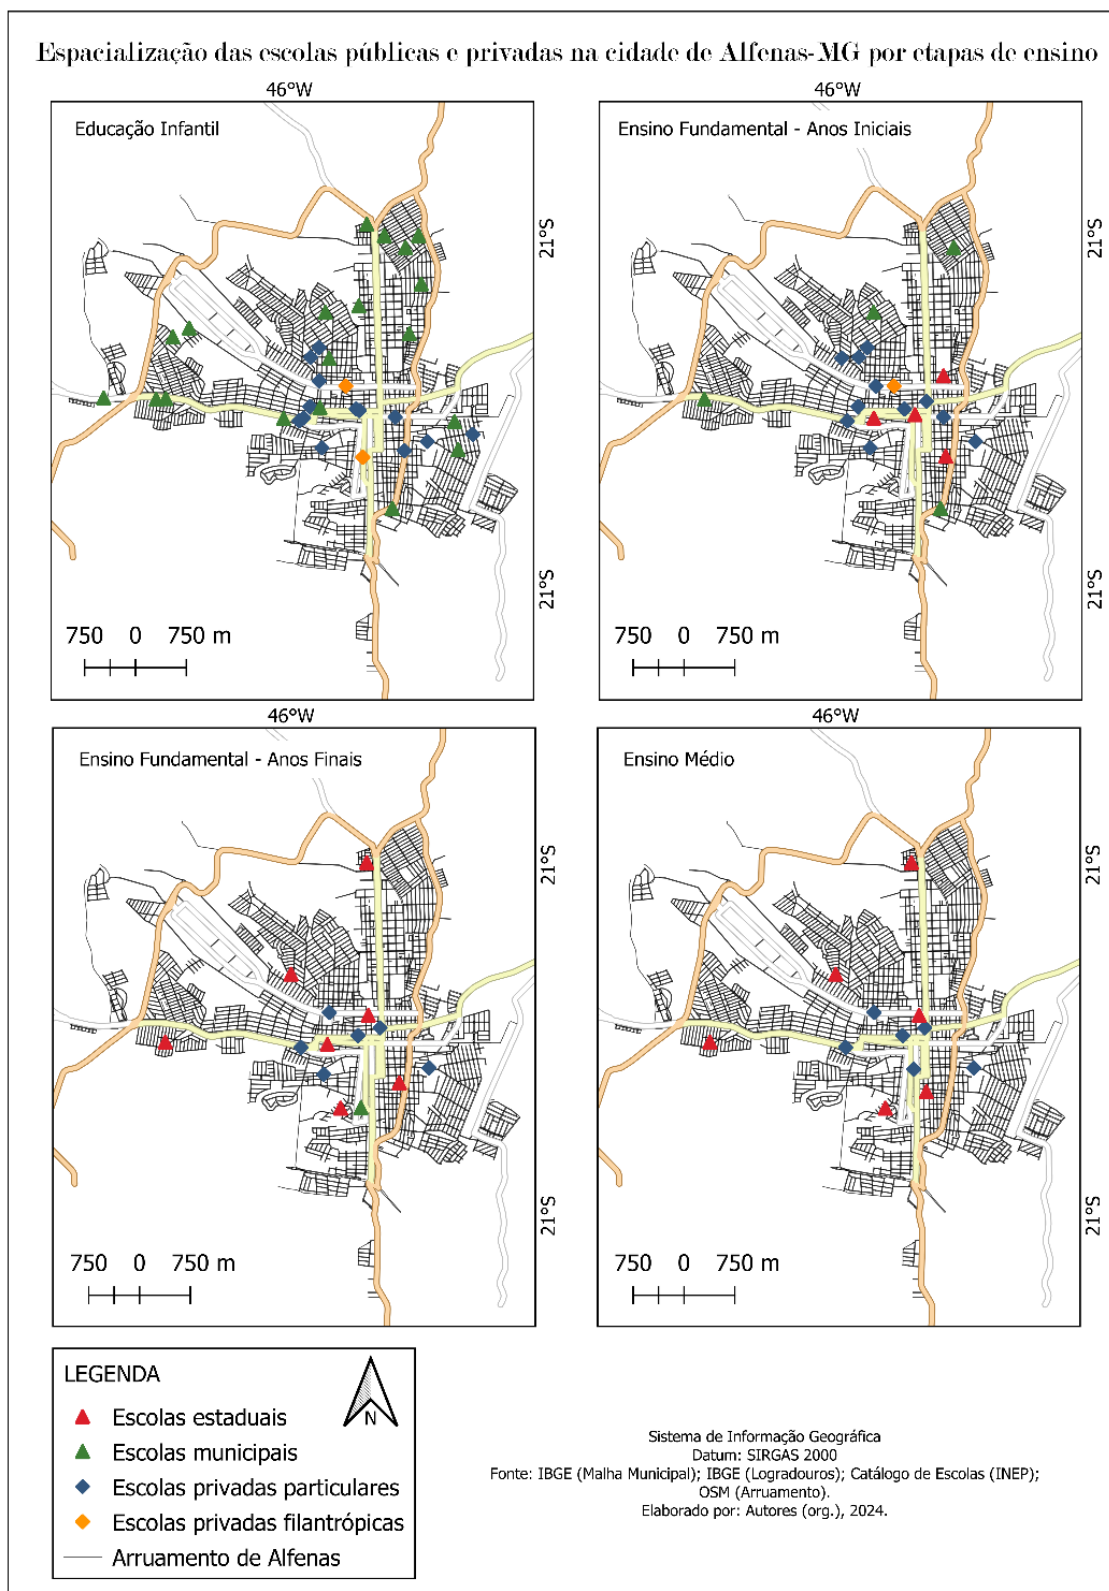 Espacialização das escolas públicas e privadas na cidade de Alfenas-MG por etapas de ensino
46°W
46°W
Educação Infantil
Ensino Fundamental - Anos Iniciais
21°S
21°S
21°S
21°S
750 0 750 m
750 0 750 m
46°W
46°W
Ensino Fundamental - Anos Finais
Ensino Médio
21°S
21°S
21°S
21°S
750 0 750 m
750 0 750 m
LEGENDA
N
Escolas estaduais
Escolas municipais
Escolas privadas particulares
Escolas privadas filantrópicas
Arruamento de Alfenas
Sistema de Informação Geográfica
Datum: SIRGAS 2000
Fonte: IBGE (Malha Municipal); IBGE (Logradouros); Catálogo de Escolas (INEP);
OSM (Arruamento).
Elaborado por: Autores (org.), 2024.